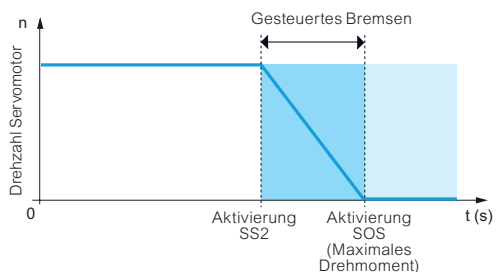 Gesteuertes Bremsen
n
Drehzahl Servomotor
0
t (s)
Aktivierung
SS2
Aktivierung
SOS
(Maximales
Drehmoment)